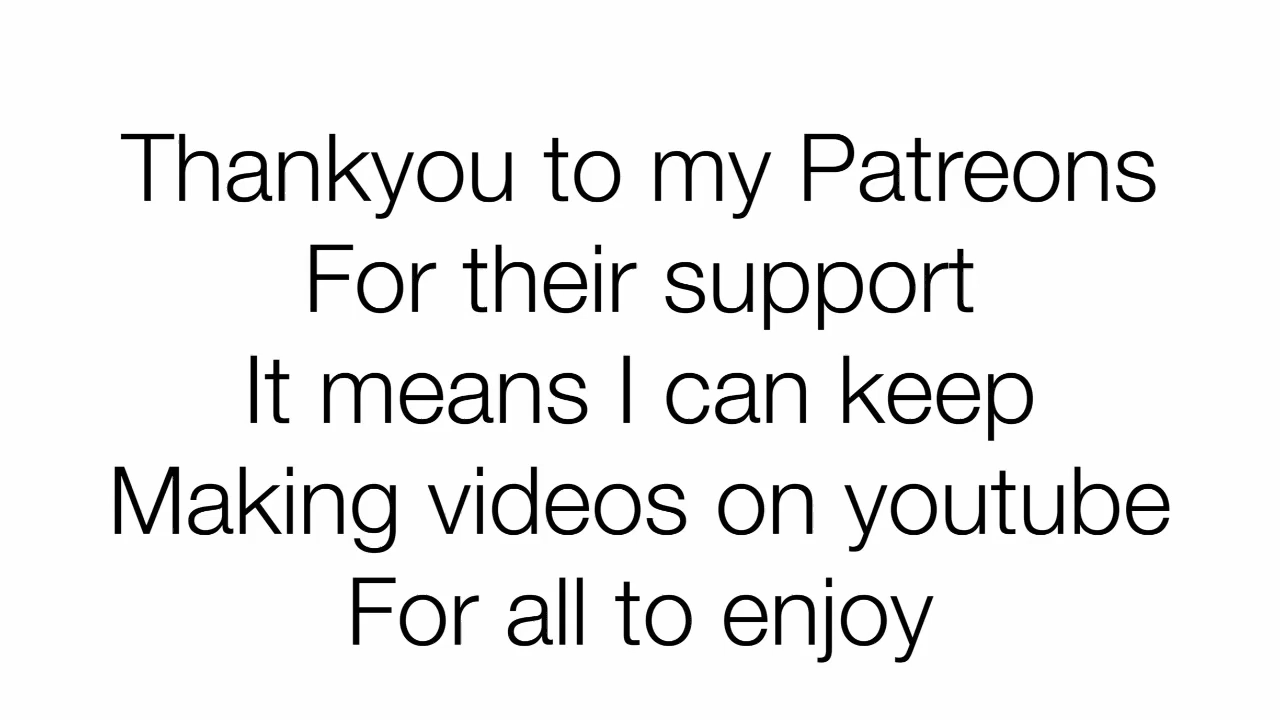 Thankyou to my Patreons
For their support
It means I can keep
Making videos on youtube
For all to enjoy